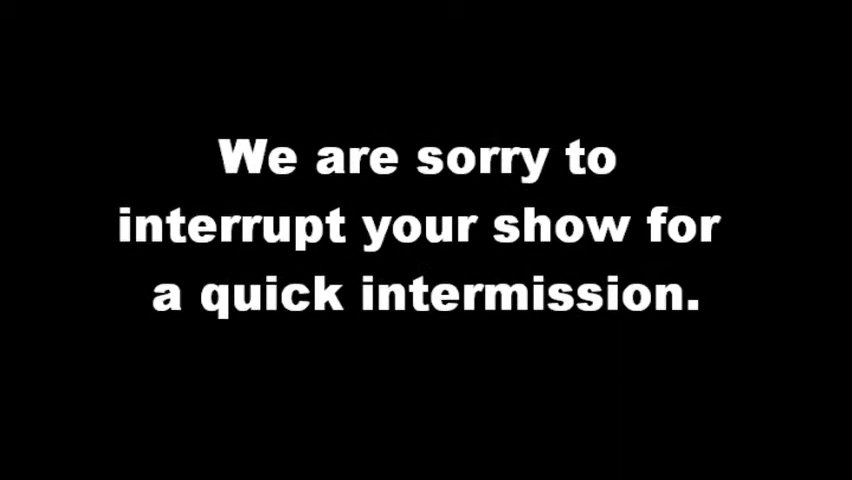 We are sorry to
interrupt your show for
a quick intermission.